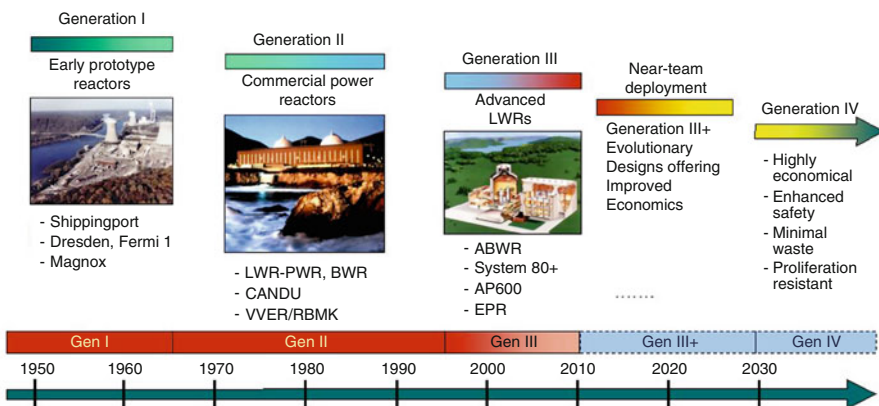 Generation I
Early prototype
reactors
- Shippingport
- Dresden, Fermi 1
- Magnox
Generation II
Commercial power
reactors
- LWR-PWR, BWR
- CANDU
- VVER/RBMK
Generation III
Advanced
LWRs
- ABWR
- System 80+
- AP600
- EPR
Near-team
deployment
Generation III+
Evolutionary
Designs offering
Improved
Economics
.......
Generation IV
- Highly
economical
- Enhanced
safety
- Minimal
waste
- Proliferation
resistant
Gen I Gen II Gen III Gen III+ Gen IV
1950 1960 1970 1980 1990 2000 2010 2020 2030